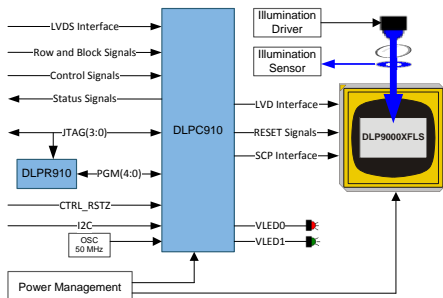 LVDS Interface
Row and Block Signals
Control Signals
Status Signals
JTAG(3:0)
DLPR910
PGM(4:0)
CTRL_RSTZ
I2C
OSC
50 MHz
Power Management
DLPC910
LVD Interface
RESET Signals
SCP Interface
VLED0
VLED1
Illumination
Driver
Illumination
Sensor
DLP9000XFLS